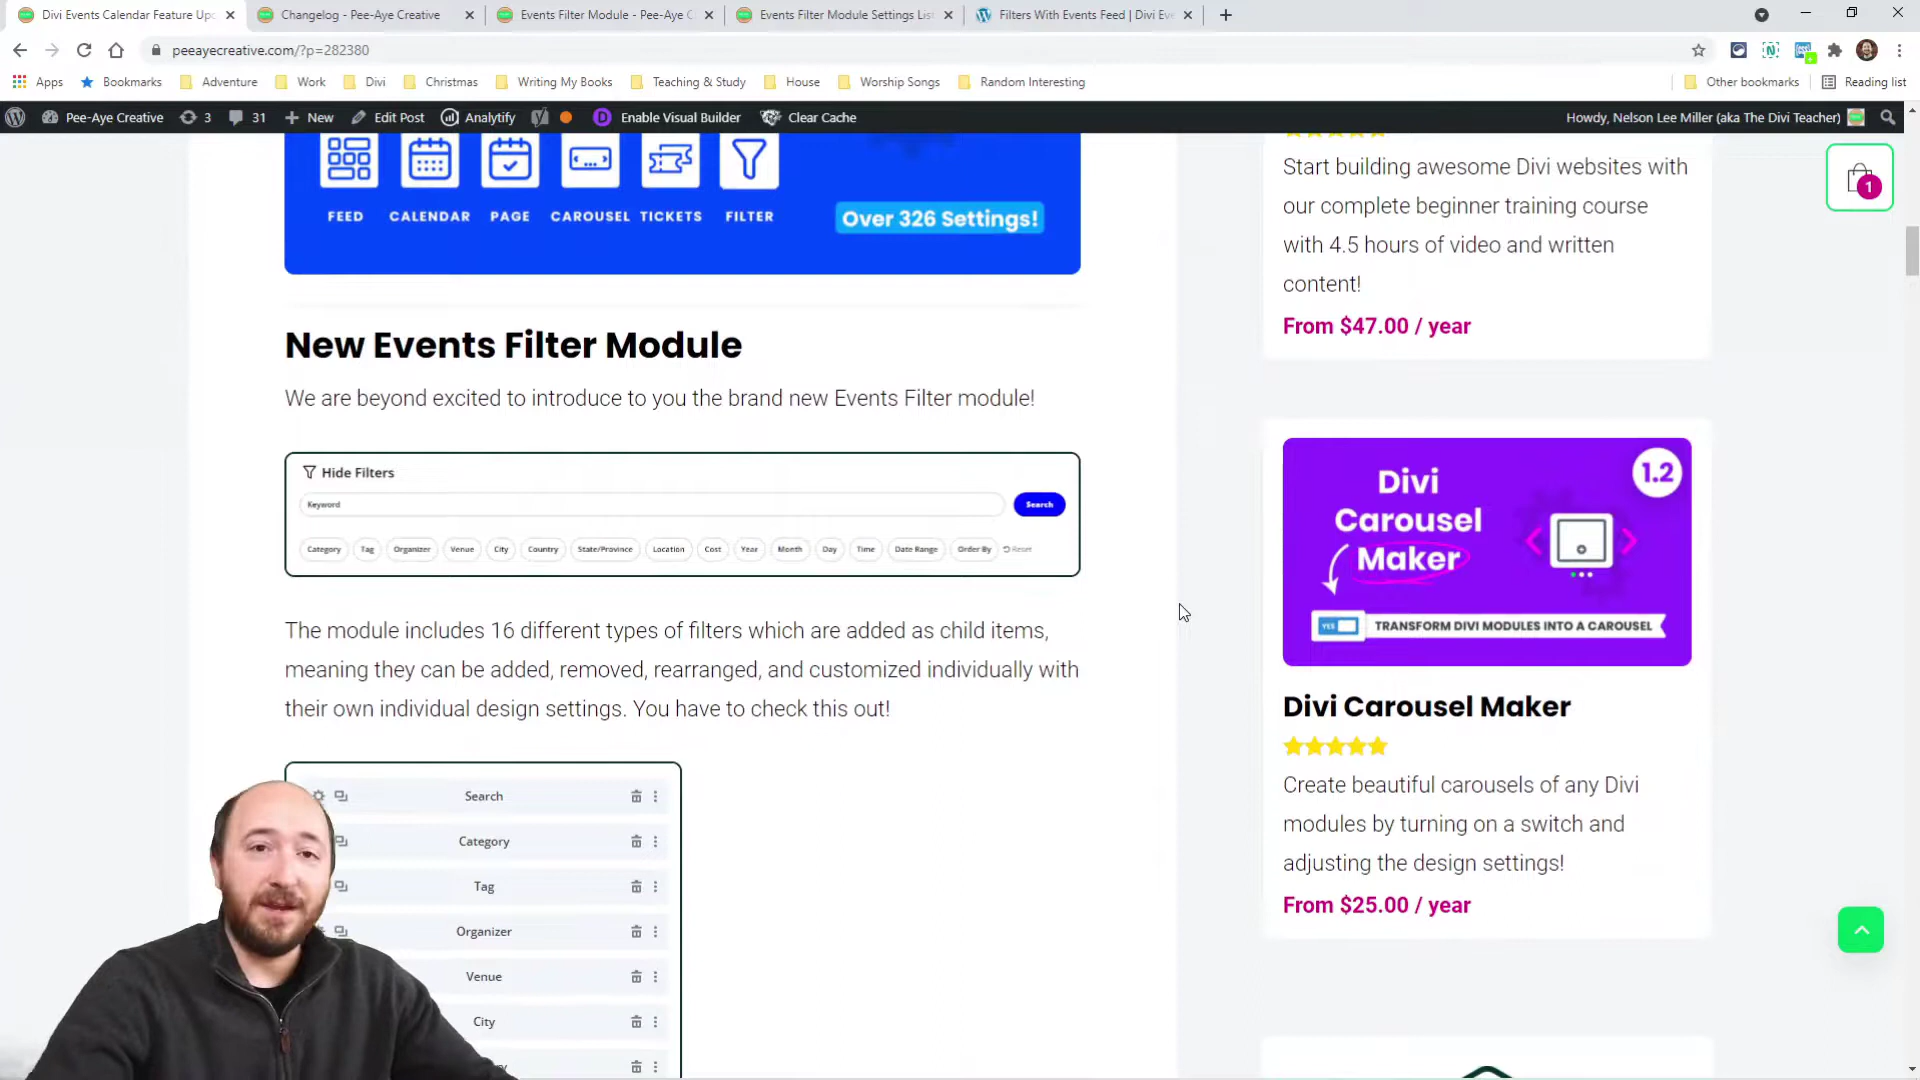 Divi Events Calendar Feature Upc
Changelog - Pee-Aye Creative
Events Filter Module - Pee-Aye C
Events Filter Module Settings List
Filters With Events Feed | Divi Eve
peeayecreative.com/?p=282380
Apps
Bookmarks
Adventure
Work
Divi
Christmas
Writing My Books
Teaching & Study
House
Worship Songs
Random Interesting
Other bookmarks
Reading list
Pee-Aye Creative
3
31
New
Edit Post
Analytify
D
Enable Visual Builder
Clear Cache
Howdy, Nelson Lee Miller (aka The Divi Teacher)
FEED
CALENDAR
PAGE
CAROUSEL
TICKETS
FILTER
Over 326 Settings!
New Events Filter Module
We are beyond excited to introduce to you the brand new Events Filter module!
Hide Filters
Keyword
Search
Category
Tag
Organizer
Venue
City
Country
State/Province
Location
Cost
Year
Month
Day
Time
Date Range
Order By
Reset
The module includes 16 different types of filters which are added as child items,
meaning they can be added, removed, rearranged, and customized individually with
their own individual design settings. You have to check this out!
Search
Category
Tag
Organizer
Venue
City
Start building awesome Divi websites with
our complete beginner training course
with 4.5 hours of video and written
content!
From $47.00 / year
1
Divi
Carousel
Maker
1.2
YES
TRANSFORM DIVI MODULES INTO A CAROUSEL
Divi Carousel Maker
Create beautiful carousels of any Divi
modules by turning on a switch and
adjusting the design settings!
From $25.00 / year